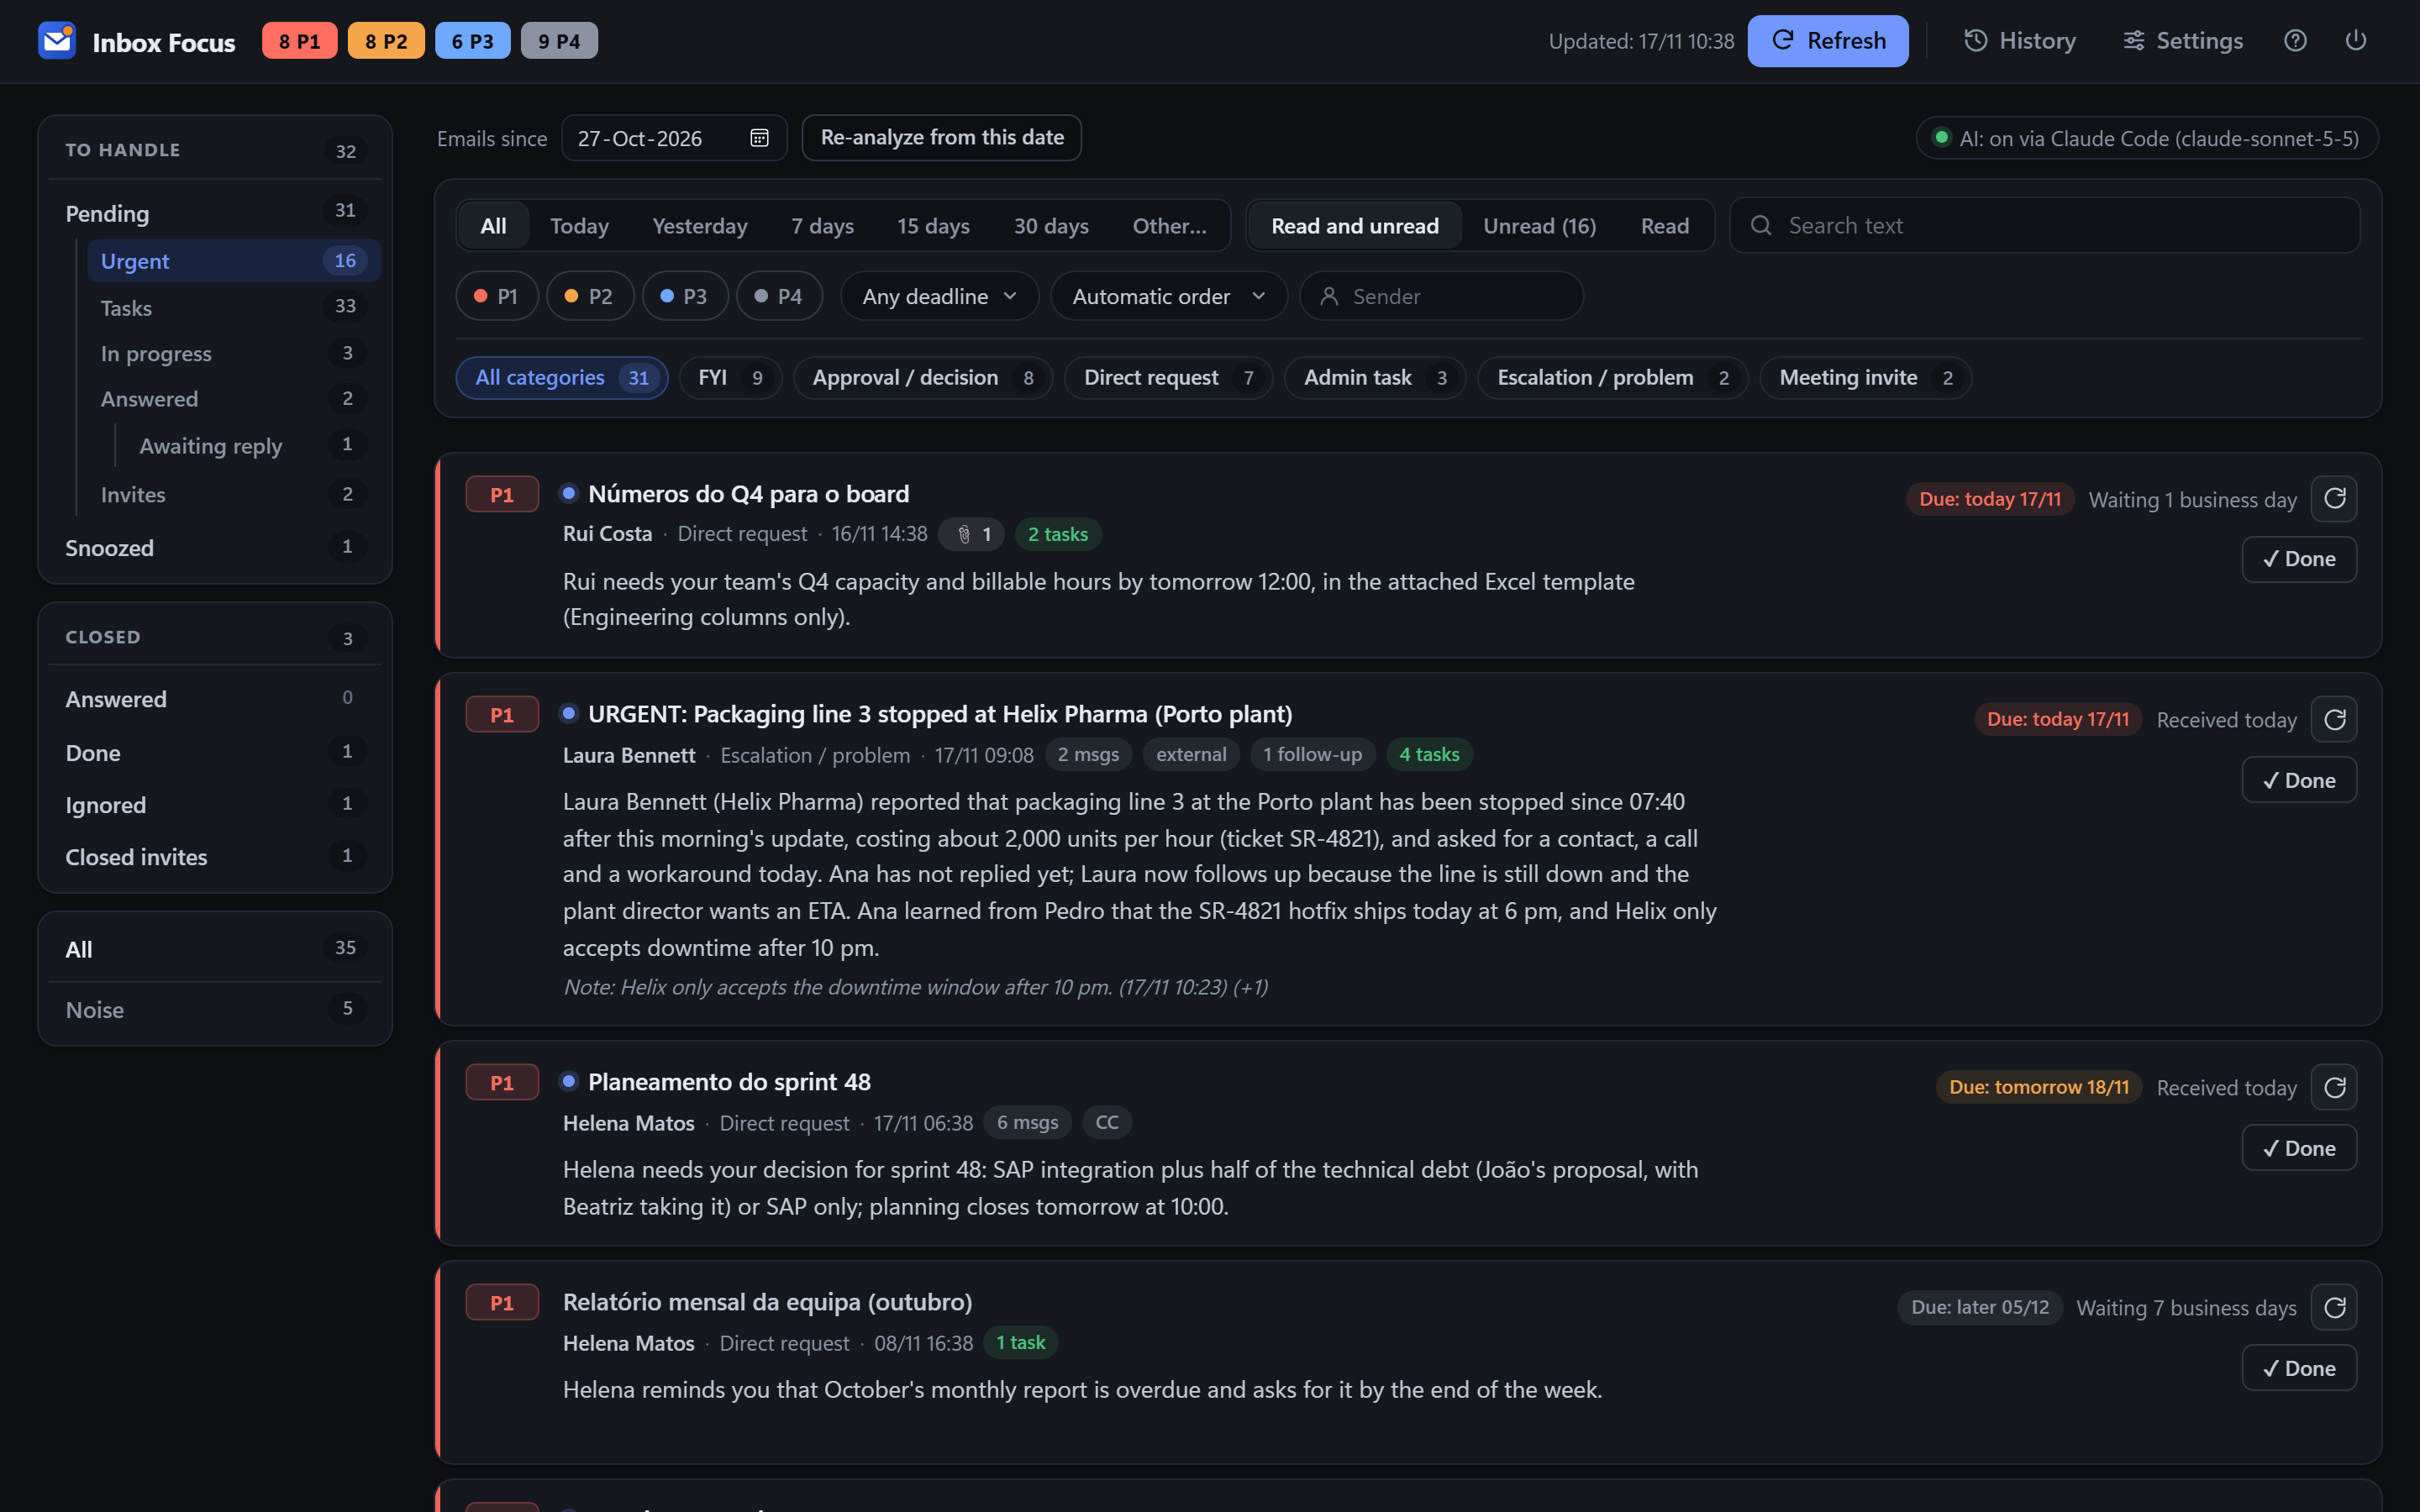 Inbox Focus
8 P1
8 P2
6 P3
9 P4
Updated: 17/11 10:38
Refresh
History
Settings
TO HANDLE 32
Pending 31
Urgent 16
Tasks 33
In progress 3
Answered 2
Awaiting reply 1
Invites 2
Snoozed 1
CLOSED 3
Answered 0
Done 1
Ignored 1
Closed invites 1
All 35
Noise 5
Emails since 27-Oct-2026 Re-analyze from this date
AI: on via Claude Code (claude-sonnet-5-5)
All Today Yesterday 7 days 15 days 30 days Other...
Read and unread Unread (16) Read
Search text
P1 P2 P3 P4 Any deadline Automatic order Sender
All categories 31 FYI 9 Approval / decision 8 Direct request 7 Admin task 3 Escalation / problem 2 Meeting invite 2
P1 Números do Q4 para o board
Due: today 17/11 Waiting 1 business day
Rui Costa · Direct request · 16/11 14:38 1 2 tasks
✓ Done
Rui needs your team's Q4 capacity and billable hours by tomorrow 12:00, in the attached Excel template
(Engineering columns only).
P1 URGENT: Packaging line 3 stopped at Helix Pharma (Porto plant)
Due: today 17/11 Received today
Laura Bennett · Escalation / problem · 17/11 09:08 2 msgs external 1 follow-up 4 tasks
✓ Done
Laura Bennett (Helix Pharma) reported that packaging line 3 at the Porto plant has been stopped since 07:40
after this morning's update, costing about 2,000 units per hour (ticket SR-4821), and asked for a contact, a call
and a workaround today. Ana has not replied yet; Laura now follows up because the line is still down and the
plant director wants an ETA. Ana learned from Pedro that the SR-4821 hotfix ships today at 6 pm, and Helix only
accepts downtime after 10 pm.
Note: Helix only accepts the downtime window after 10 pm. (17/11 10:23) (+1)
P1 Planeamento do sprint 48
Due: tomorrow 18/11 Received today
Helena Matos · Direct request · 17/11 06:38 6 msgs CC
✓ Done
Helena needs your decision for sprint 48: SAP integration plus half of the technical debt (João's proposal, with
Beatriz taking it) or SAP only; planning closes tomorrow at 10:00.
P1 Relatório mensal da equipa (outubro)
Due: later 05/12 Waiting 7 business days
Helena Matos · Direct request · 08/11 16:38 1 task
✓ Done
Helena reminds you that October's monthly report is overdue and asks for it by the end of the week.